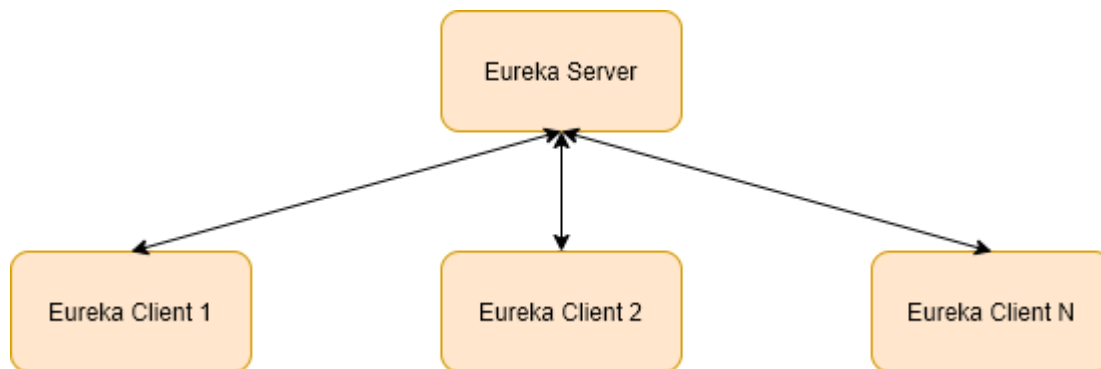 Eureka Server
Eureka Client 1
Eureka Client 2
Eureka Client N